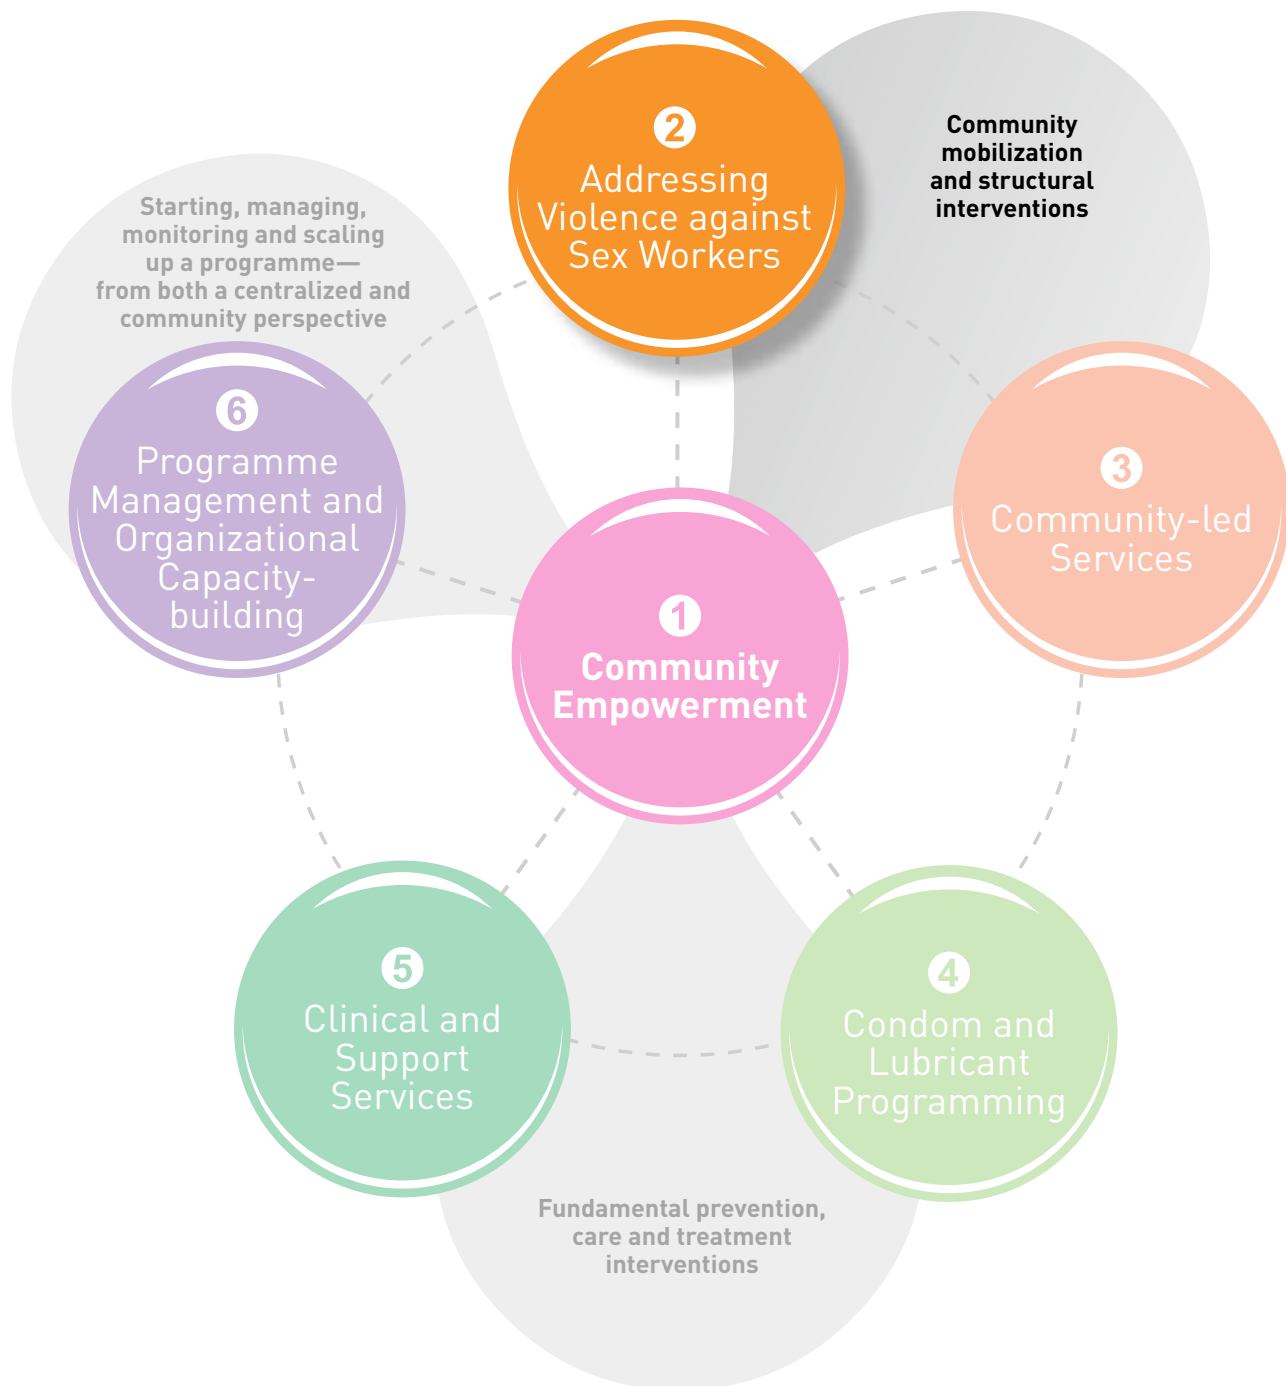 2
Addressing
Violence against
Sex Workers
Community
mobilization
and structural
interventions
Starting, managing,
monitoring and scaling
up a programme—
from both a centralized and
community perspective
6
Programme
Management and
Organizational
Capacity-
building
3
Community-led
Services
1
Community
Empowerment
5
Clinical and
Support
Services
4
Condom and
Lubricant
Programming
Fundamental prevention,
care and treatment
interventions